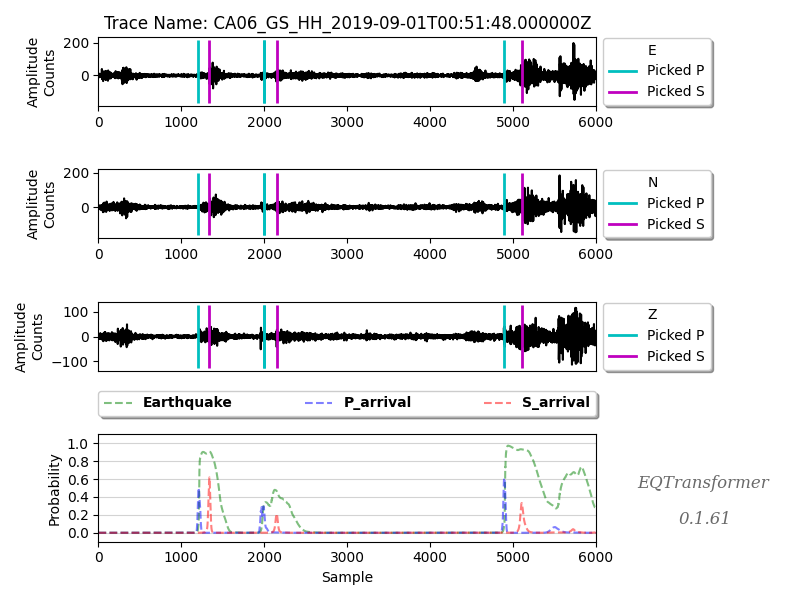 Trace Name: CA06_GS_HH_2019-09-01T00:51:48.000000Z
Amplitude
Counts
200
0
0 1000 2000 3000 4000 5000 6000
E
Picked P
Picked S
Amplitude
Counts
200
0
0 1000 2000 3000 4000 5000 6000
N
Picked P
Picked S
Amplitude
Counts
100
0
−100
0 1000 2000 3000 4000 5000 6000
Z
Picked P
Picked S
Earthquake P_arrival S_arrival
Probability
1.0
0.8
0.6
0.4
0.2
0.0
0 1000 2000 3000 4000 5000 6000
Sample
EQTransformer
0.1.61